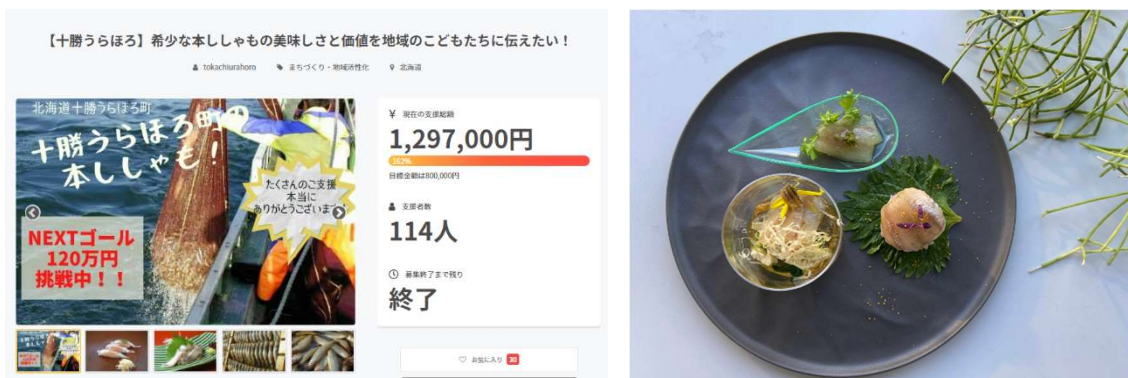 【十勝うらほろ】希少な本ししゃもの美味しさと価値を地域のこどもたちに伝えたい！
tokachiurahoro まちづくり・地域活性化 北海道
北海道十勝うらほろ町
十勝うらほろ町の
本ししゃも！
たくさんのご支援
本当に
ありがとうございます
NEXTゴール
120万円
挑戦中！！
¥ 現在の支援総額
1,297,000円
162%
目標金額は800,000円
支援者数
114人
募集終了まで残り
終了
お気に入り 30